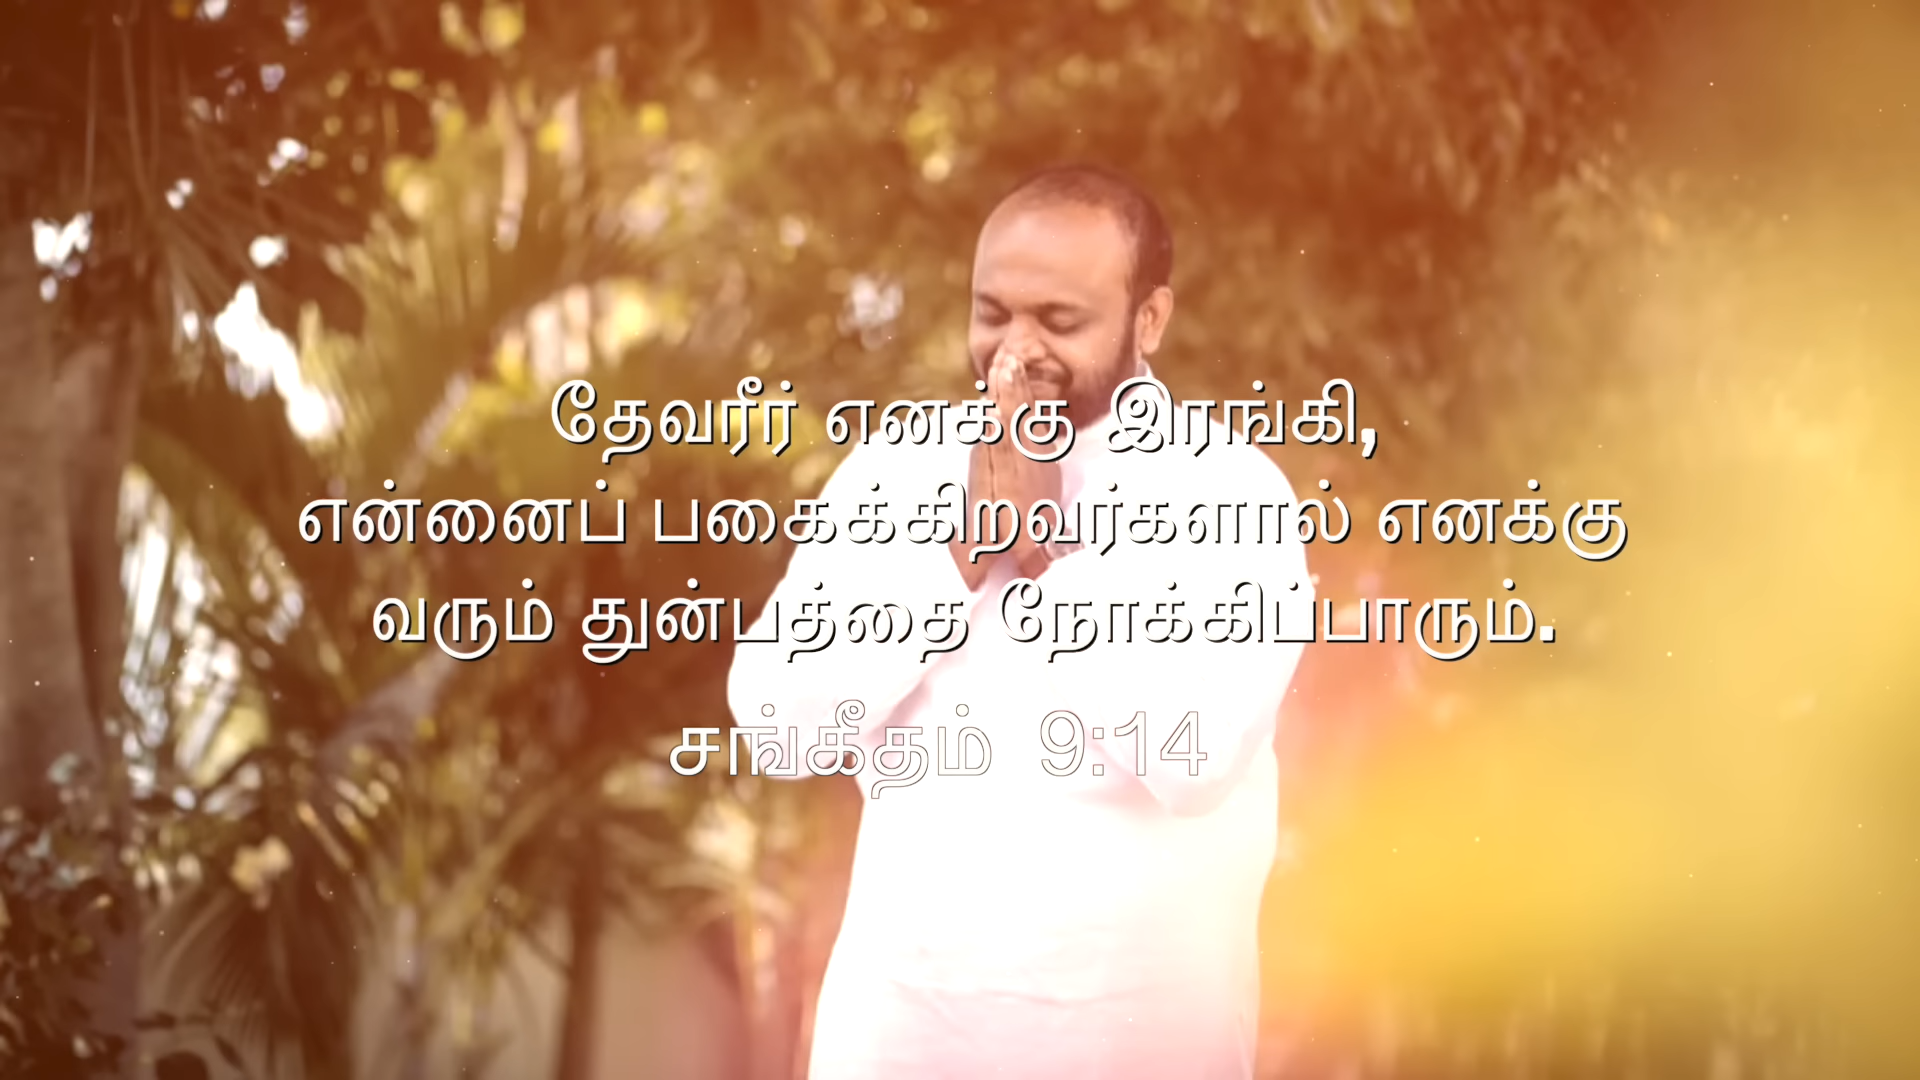 தேவரீர் எனக்கு இரங்கி,
என்னைப் பகைக்கிறவர்களால் எனக்கு
வரும் துன்பத்தை நோக்கிப்பாரும்.
சங்கீதம் 9:14